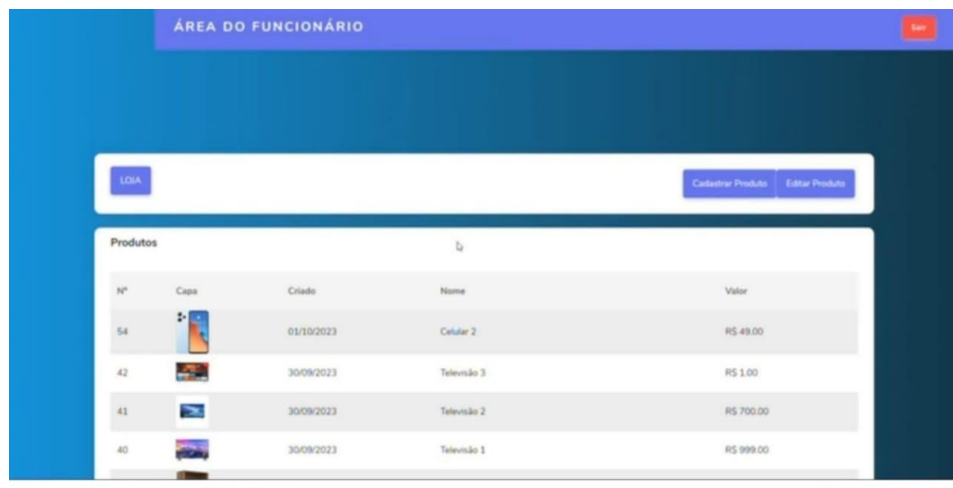 ÁREA DO FUNCIONÁRIO
Sair
LOJA
Cadastrar Produto Editar Produto
Produtos
Nº Capa Criado Nome Valor
54 01/10/2023 Celular 2 R$ 49.00
42 30/09/2023 Televisão 3 R$ 1.00
41 30/09/2023 Televisão 2 R$ 700.00
40 30/09/2023 Televisão 1 R$ 999.00